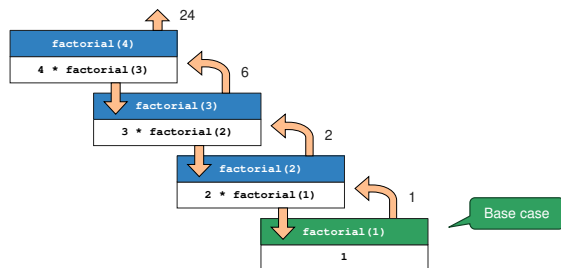 24
factorial(4)
4 * factorial(3)
6
factorial(3)
3 * factorial(2)
2
factorial(2)
2 * factorial(1)
1
Base case
factorial(1)
1